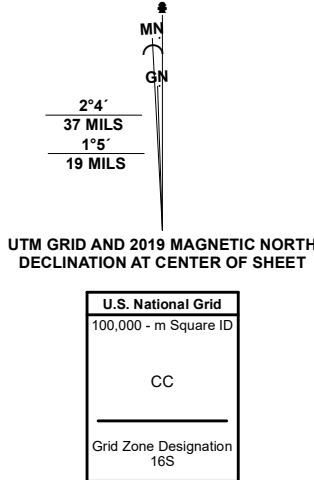 MN
GN
2°4´
37 MILS
1°5´
19 MILS
UTM GRID AND 2019 MAGNETIC NORTH
DECLINATION AT CENTER OF SHEET
U.S. National Grid
100,000 - m Square ID
CC
Grid Zone Designation
16S